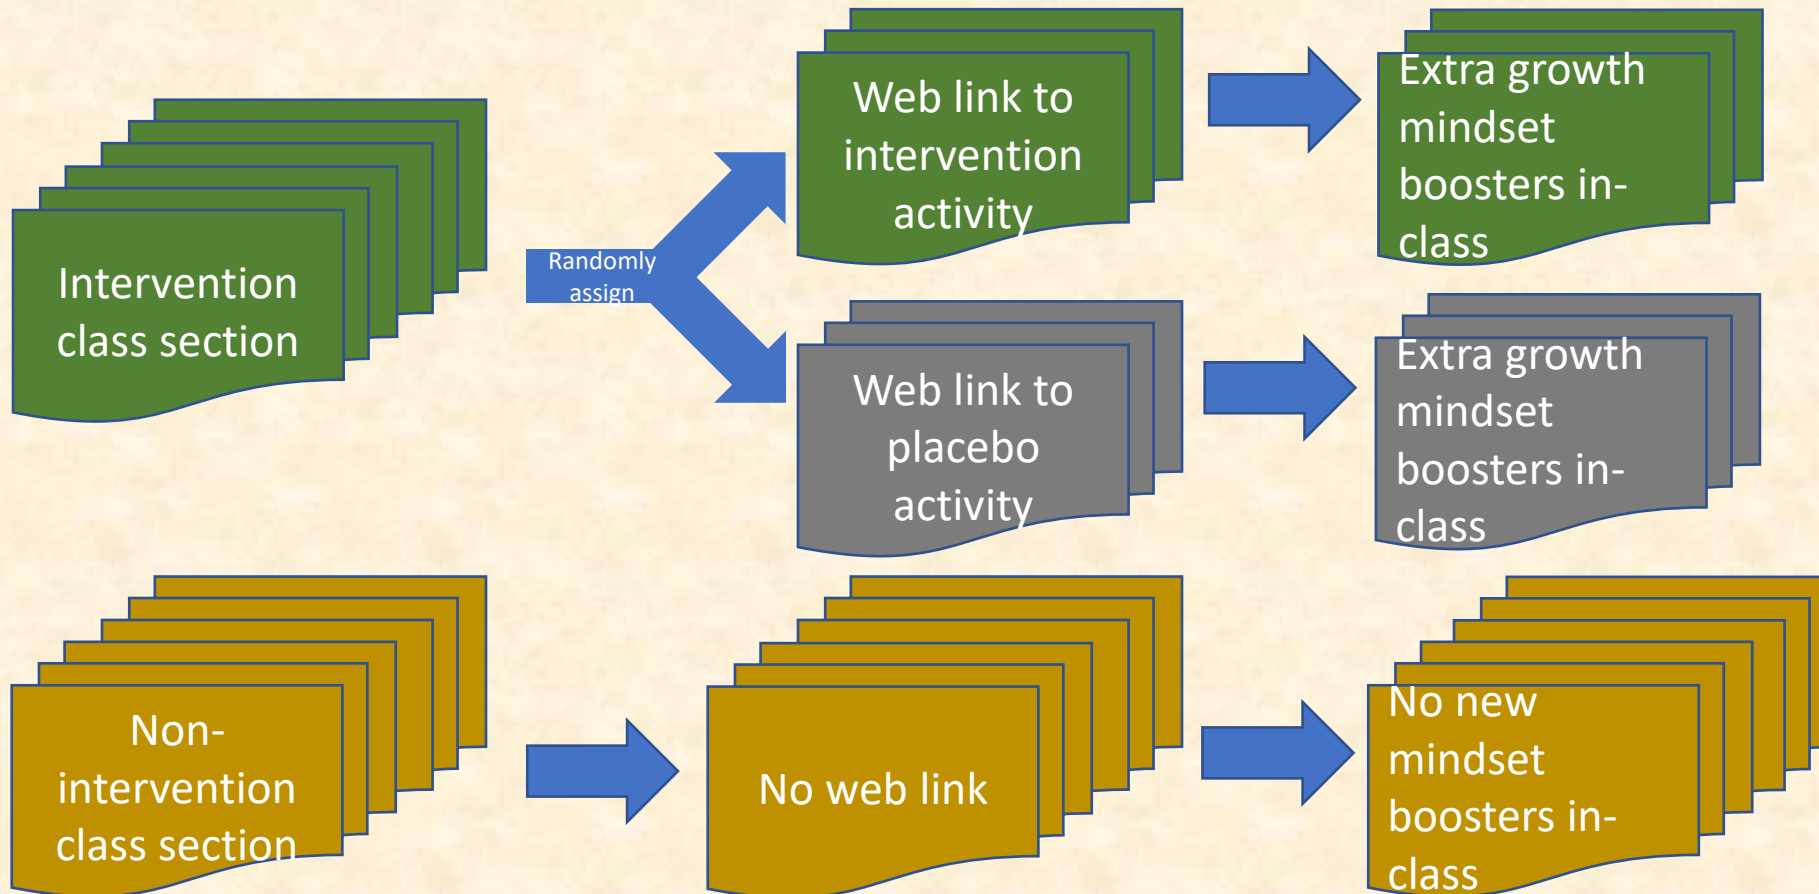 Intervention
class section
Randomly
assign
Web link to
intervention
activity
Extra growth
mindset
boosters in-
class
Web link to
placebo
activity
Extra growth
mindset
boosters in-
class
Non-
intervention
class section
No web link
No new
mindset
boosters in-
class